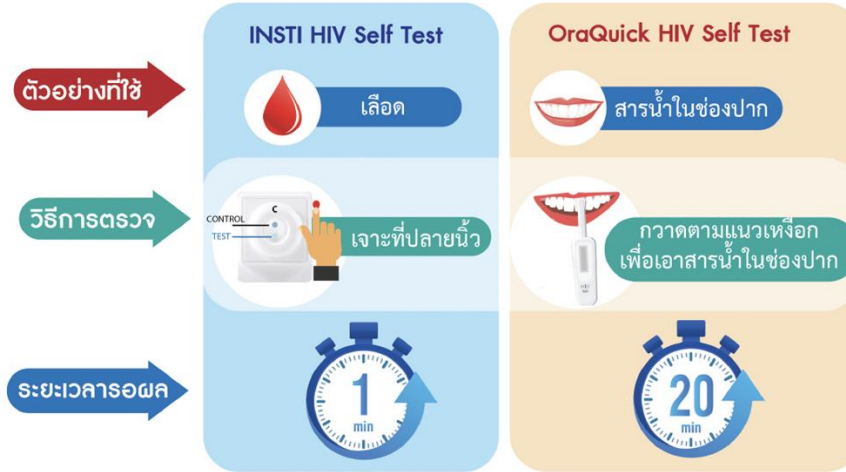 INSTI HIV Self Test
OraQuick HIV Self Test
ตัวอย่างที่ใช้
เลือด
สารน้ำในช่องปาก
วิธีการตรวจ
CONTROL
TEST
C
เจาะที่ปลายนิ้ว
กวาดตามแนวเหงือก
เพื่อเอาสารน้ำในช่องปาก
ระยะเวลารอผล
1
min
20
min